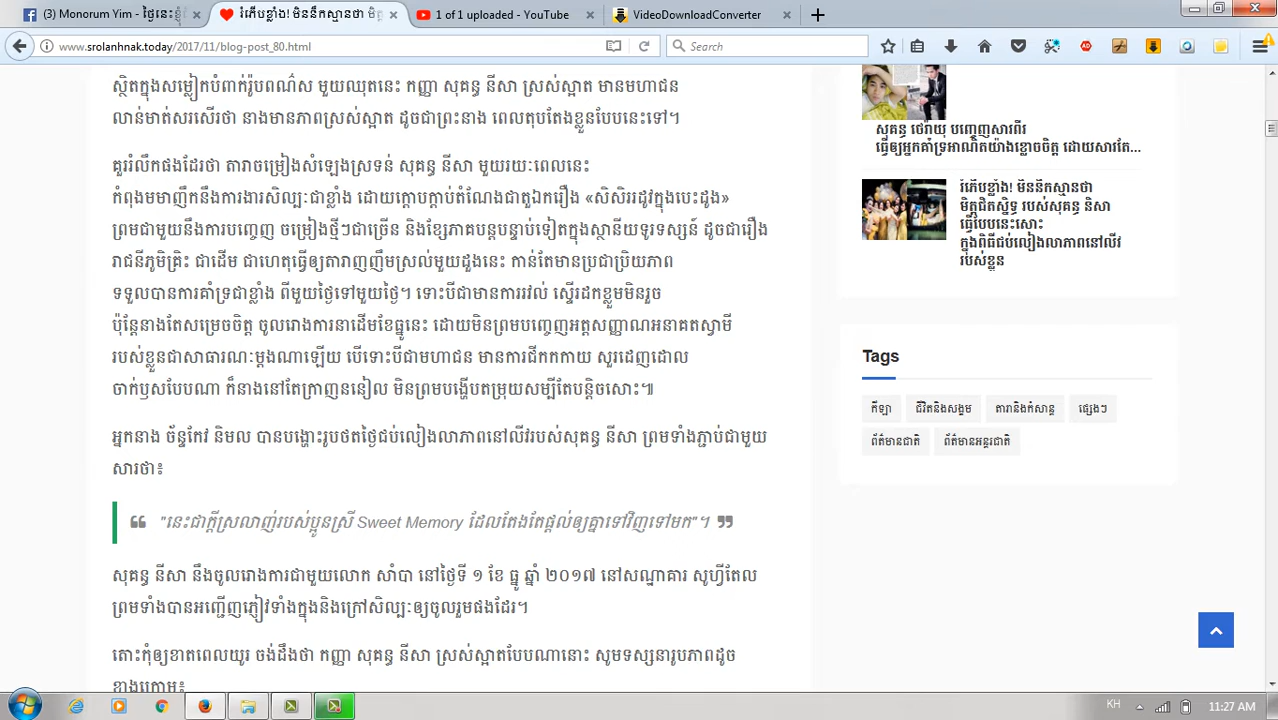 (3) Monorum Yim - ថ្ងៃនេះខ្ញុំ
រំភើបខ្លាំង! មិននឹកស្មានថា មិត្ត
1 of 1 uploaded - YouTube
VideoDownloadConverter
www.srolanhnak.today/2017/11/blog-post_80.html
Search
ស្ថិតក្នុងសម្លៀកបំពាក់រ៉ូបពណ៌ស មួយឈុតនេះ កញ្ញា សុគន្ធ នីសា ស្រស់ស្អាត មានមហាជន
លាន់មាត់សរសើរថា នាងមានភាពស្រស់ស្អាត ដូចជាព្រះនាង ពេលតុបតែងខ្លួនបែបនេះទៅ។
គួររំលឹកផងដែរថា តារាចម្រៀងសំឡេងស្រទន់ សុគន្ធ នីសា មួយរយៈពេលនេះ
កំពុងមមាញឹកនឹងការងារសិល្បៈជាខ្លាំង ដោយក្ដោបក្ដាប់តំណែងជាតួឯករឿង «សិសិររដូវក្នុងបេះដូង»
ព្រមជាមួយនឹងការបញ្ចេញ ចម្រៀងថ្មីៗជាច្រើន និងខ្សែភាគបន្តបន្ទាប់ទៀតក្នុងស្ថានីយទូរទស្សន៍ ដូចជារឿង
រាជនីភូមិគ្រិះ ជាដើម ជាហេតុធ្វើឲ្យតារាញញឹមស្រល់មួយដួងនេះ កាន់តែមានប្រជាប្រិយភាព
ទទួលបានការគាំទ្រជាខ្លាំង ពីមួយថ្ងៃទៅមួយថ្ងៃ។ ទោះបីជាមានការរវល់ ស្ទើរដកខ្លួមមិនរួច
ប៉ុន្តែនាងតែសម្រេចចិត្ត ចូលរោងការនាដើមខែធ្នូនេះ ដោយមិនព្រមបញ្ចេញអត្តសញ្ញាណអនាគតស្វាមី
របស់ខ្លួនជាសាធារណៈម្ដងណាឡើយ បើទោះបីជាមហាជន មានការជីកកកាយ សួរដេញដោល
ចាក់ឫសបែបណា ក៏នាងនៅតែក្រាញននៀល មិនព្រមបង្ហើបតម្រុយសម្បីតែបន្តិចសោះ៕
អ្នកនាង ច័ន្ទកែវ និមល បានបង្ហោះរូបថតថ្ងៃជប់លៀងលាភាពនៅលីវរបស់សុគន្ធ នីសា ព្រមទាំងភ្ជាប់ជាមួយ
សារថា៖
"នេះជាក្ដីស្រលាញ់របស់ប្អូនស្រី Sweet Memory ដែលតែងតែផ្ដល់ឲ្យគ្នាទៅវិញទៅមក"។
សុគន្ធ នីសា នឹងចូលរោងការជាមួយលោក សាំបា នៅថ្ងៃទី ១ ខែ ធ្នូ ឆ្នាំ ២០១៧ នៅសណ្ឋាគារ សូហ្វីតែល
ព្រមទាំងបានអញ្ជើញភ្ញៀវទាំងក្នុងនិងក្រៅសិល្បៈឲ្យចូលរួមផងដែរ។
តោះកុំឲ្យខាតពេលយូរ ចង់ដឹងថា កញ្ញា សុគន្ធ នីសា ស្រស់ស្អាតបែបណានោះ សូមទស្សនារូបភាពដូច
ខាងក្រោម៖
សុគន្ធ ថេរ៉ាយុ បញ្ចេញសារពីរ
ធ្វើឲ្យអ្នកគាំទ្រអាណិតយ៉ាងខ្លោចចិត្ត ដោយសារតែ...
រំភើបខ្លាំង! មិននឹកស្មានថា
មិត្តជិតស្និទ្ធ របស់សុគន្ធ និសា
ធ្វើបែបនេះសោះ
ក្នុងពិធីជប់លៀងលាភាពនៅលីវ
របស់ខ្លួន
Tags
កីឡា
ជីវិតនិងសង្គម
តារានិងកំសាន្ត
ផ្សេងៗ
ព័ត៌មានជាតិ
ព័ត៌មានអន្តរជាតិ
KH
11:27 AM